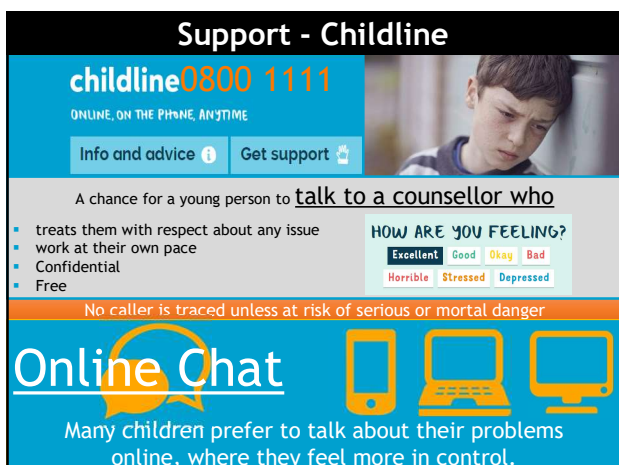 Support - Childline
childline 0800 1111
ONLINE, ON THE PHONE, ANYTIME
Info and advice i Get support
A chance for a young person to talk to a counsellor who
▪ treats them with respect about any issue
▪ work at their own pace
▪ Confidential
▪ Free
HOW ARE YOU FEELING?
Excellent Good Okay Bad
Horrible Stressed Depressed
No caller is traced unless at risk of serious or mortal danger
Online Chat
Many children prefer to talk about their problems
online, where they feel more in control.